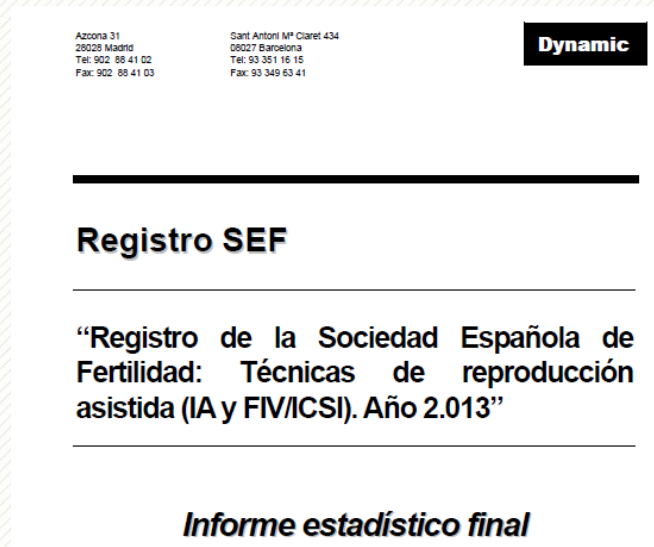 Azcona 31
28028 Madrid
Tel: 902 88 41 02
Fax: 902 88 41 03
Sant Antoni Mª Claret 434
08027 Barcelona
Tel: 93 351 16 15
Fax: 93 349 63 41
Dynamic
Registro SEF
“Registro de la Sociedad Española de
Fertilidad: Técnicas de reproducción
asistida (IA y FIV/ICSI). Año 2.013”
Informe estadístico final